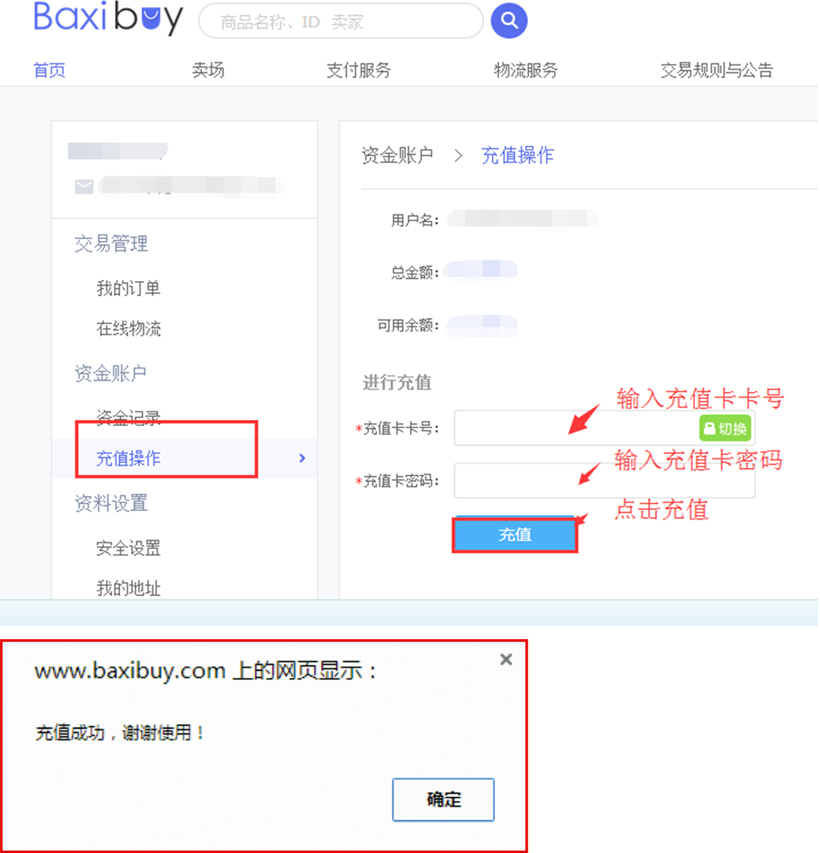 Baxibuy
商品名称、ID 卖家
首页 卖场 支付服务 物流服务 交易规则与公告
交易管理
我的订单
在线物流
资金账户
资金记录
充值操作
资料设置
安全设置
我的地址
资金账户 > 充值操作
用户名:
总金额:
可用余额:
进行充值
输入充值卡卡号
*充值卡卡号:
切换
输入充值卡密码
*充值卡密码:
点击充值
充值
www.baxibuy.com 上的网页显示:
充值成功,谢谢使用!
确定